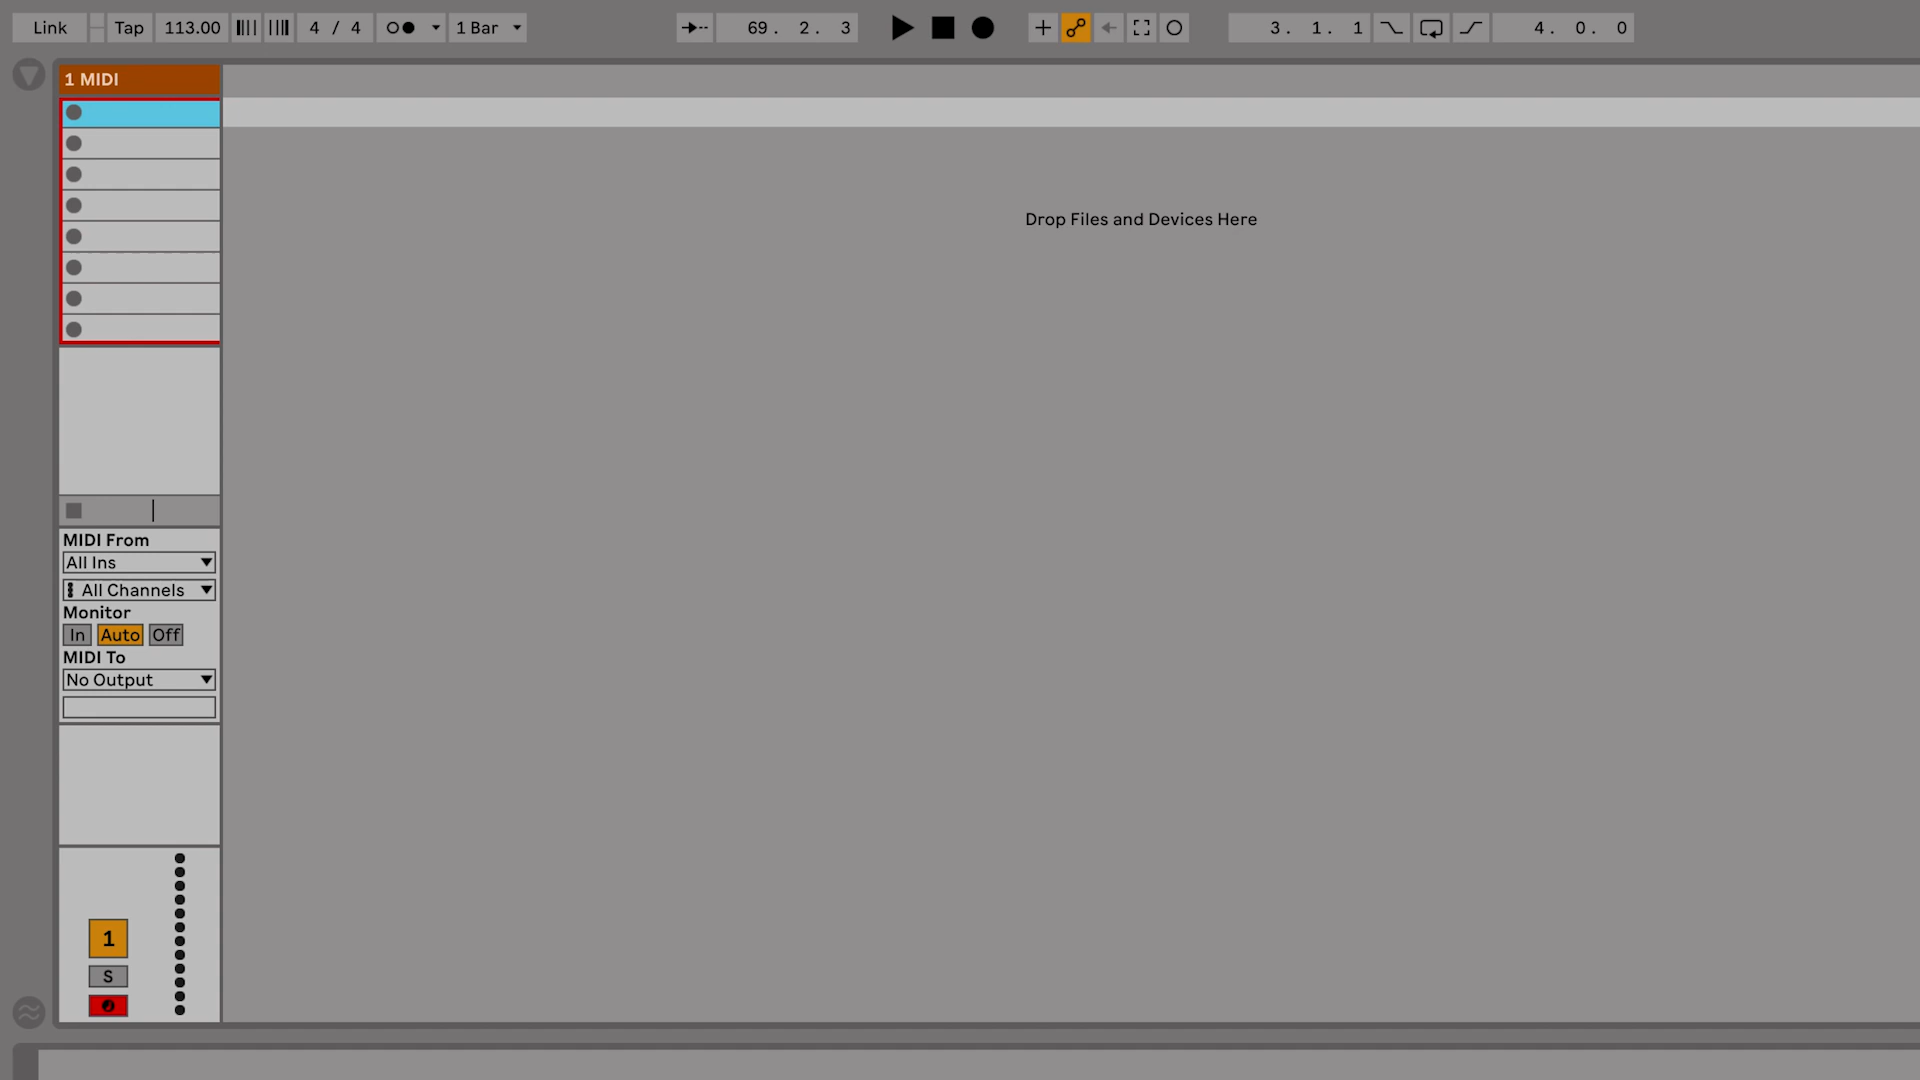 Link Tap 113.00 4 / 4 1 Bar 69. 2. 3 3. 1. 1 4. 0. 0
1 MIDI
Drop Files and Devices Here
MIDI From
All Ins
All Channels
Monitor
In Auto Off
MIDI To
No Output
1
S